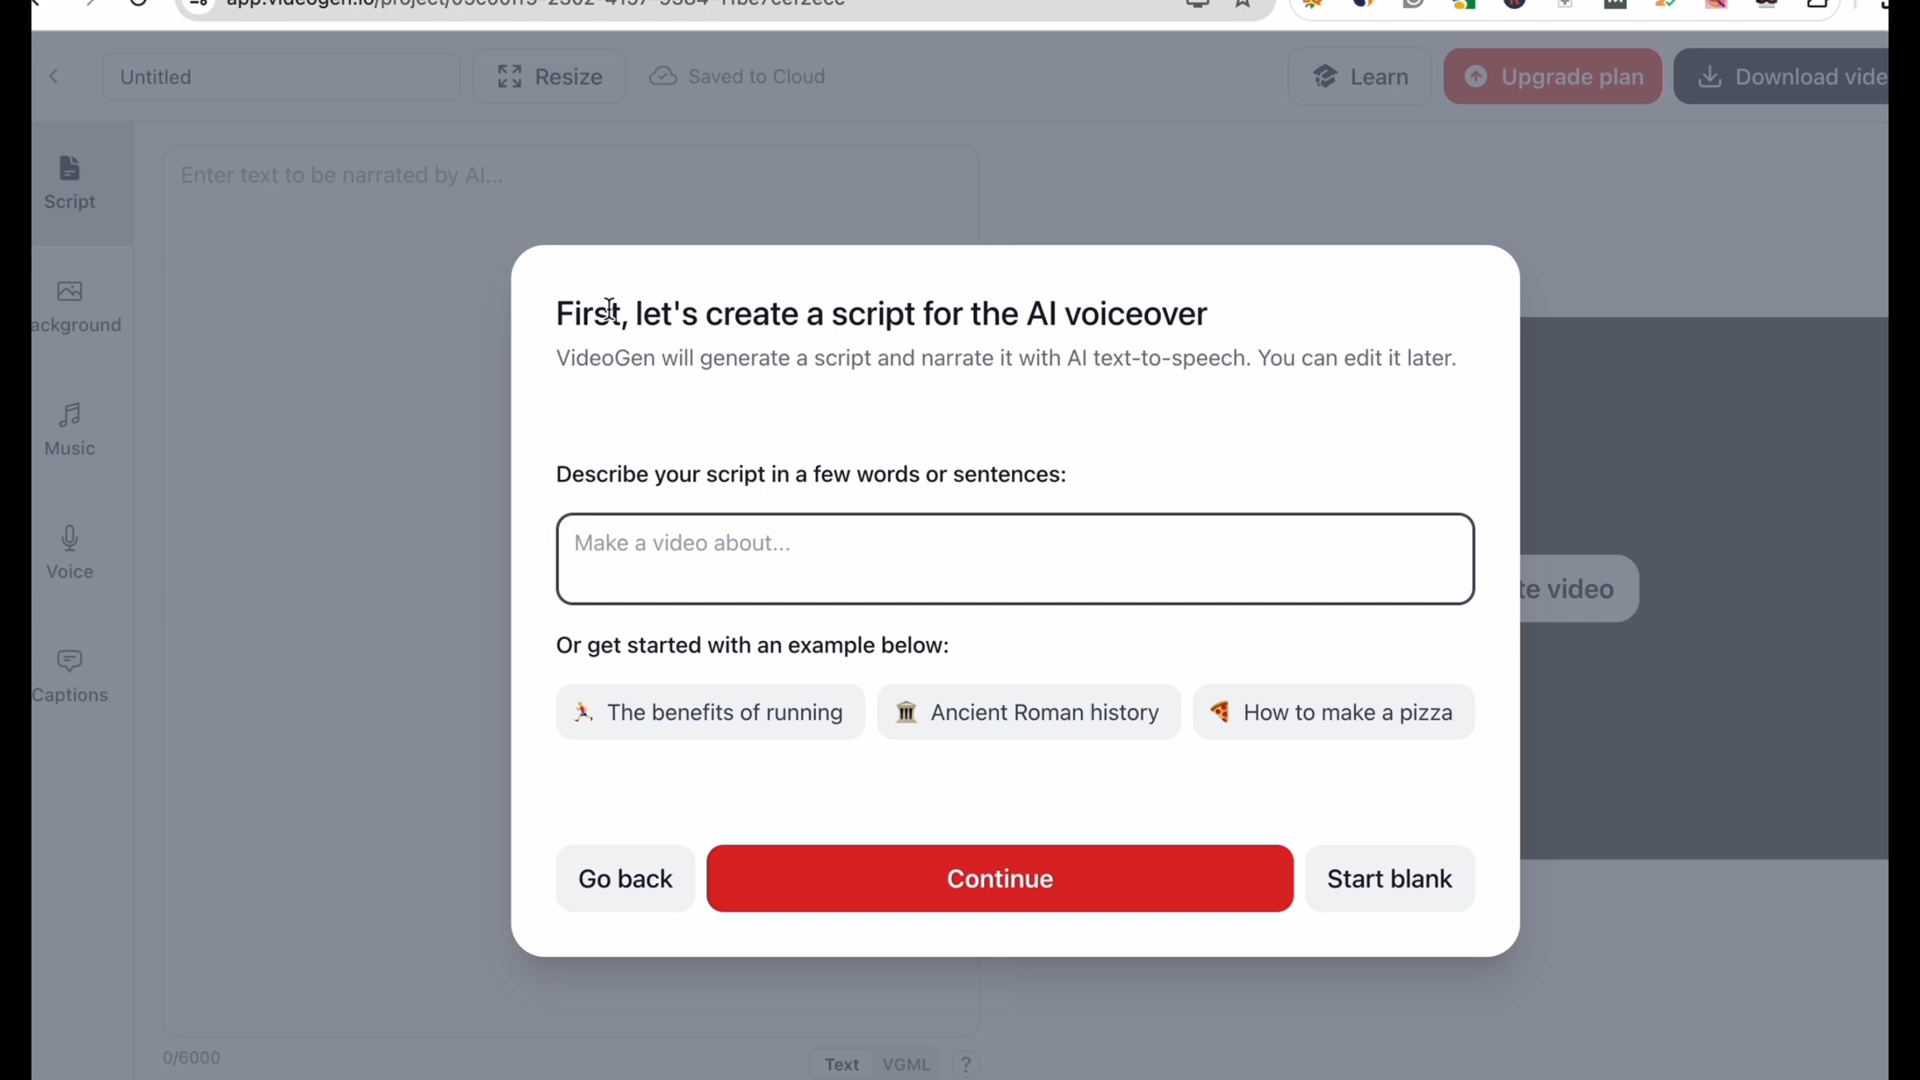 Untitled
Resize
Saved to Cloud
Learn
Upgrade plan
Download vide
Script
Enter text to be narrated by AI...
ackground
Music
Voice
Captions
First, let's create a script for the AI voiceover
VideoGen will generate a script and narrate it with AI text-to-speech. You can edit it later.
Describe your script in a few words or sentences:
Make a video about...
te video
Or get started with an example below:
The benefits of running
Ancient Roman history
How to make a pizza
Go back
Continue
Start blank
0/6000
Text
VGML
?